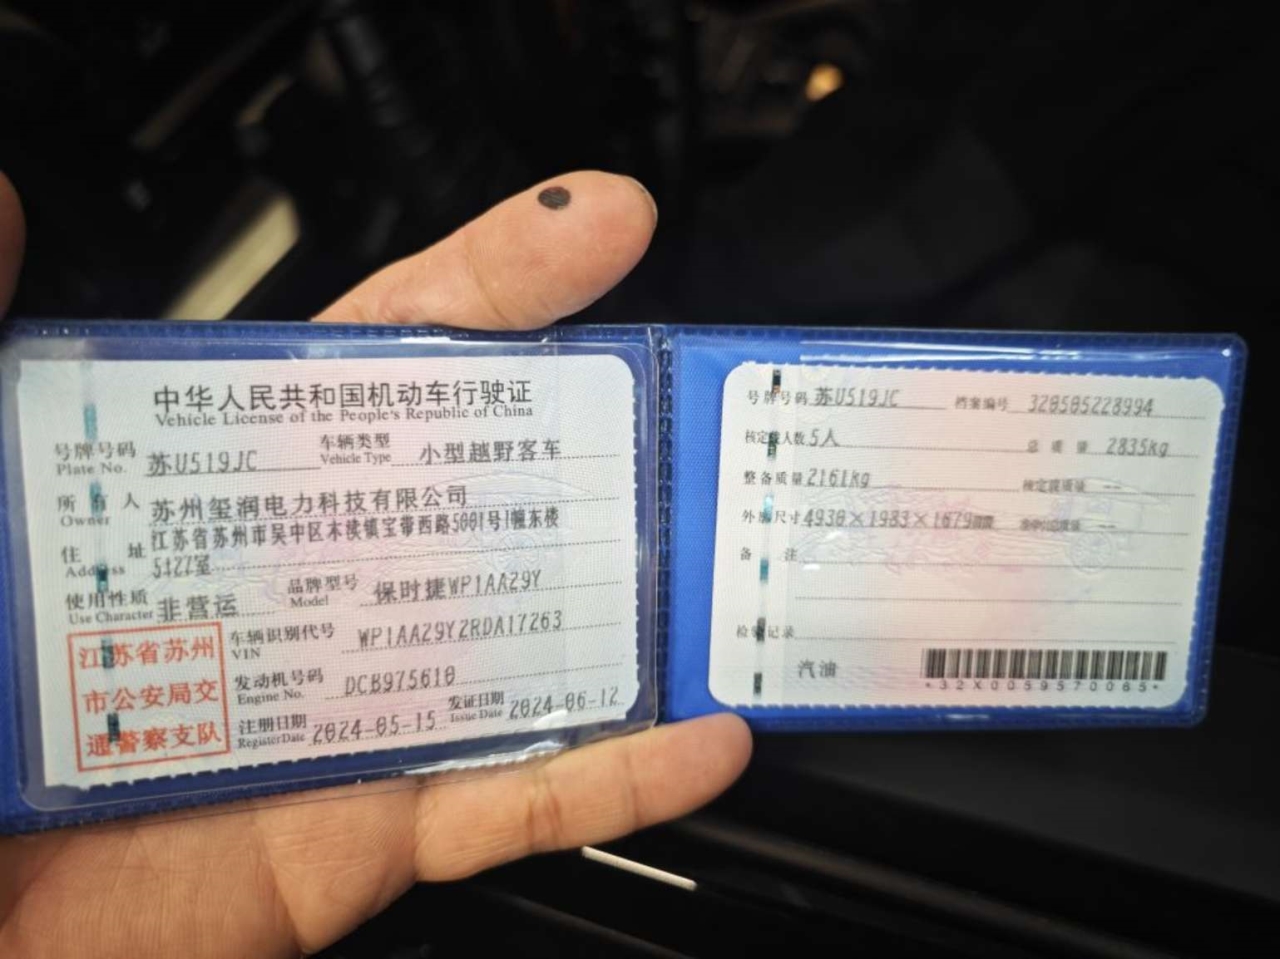 中华人民共和国机动车行驶证
Vehicle License of the People's Republic of China
号牌号码 苏U519JC 车辆类型 小型越野客车
Plate No. Vehicle Type
所有人 苏州玺润电力科技有限公司
Owner
住址 江苏省苏州市吴中区木渎镇宝带西路5001号1幢东楼
Address 5422室
使用性质 非营运 品牌型号 保时捷WP1AA29Y
Use Character Model
江苏省苏州
市公安局交
通警察支队
车辆识别代号 WP1AA29Y2RDA17263
VIN
发动机号码 DCB975610
Engine No.
注册日期 2024-05-15 发证日期 2024-06-12
Register Date Issue Date
号牌号码 苏U519JC 档案编号 320505228994
核定载人数 5人 总质量 2835kg
整备质量 2161kg 核定载质量 --
外廓尺寸 4930×1983×1679mm 准牵引总质量 --
备注
检验记录
汽油
*32X0059570065*